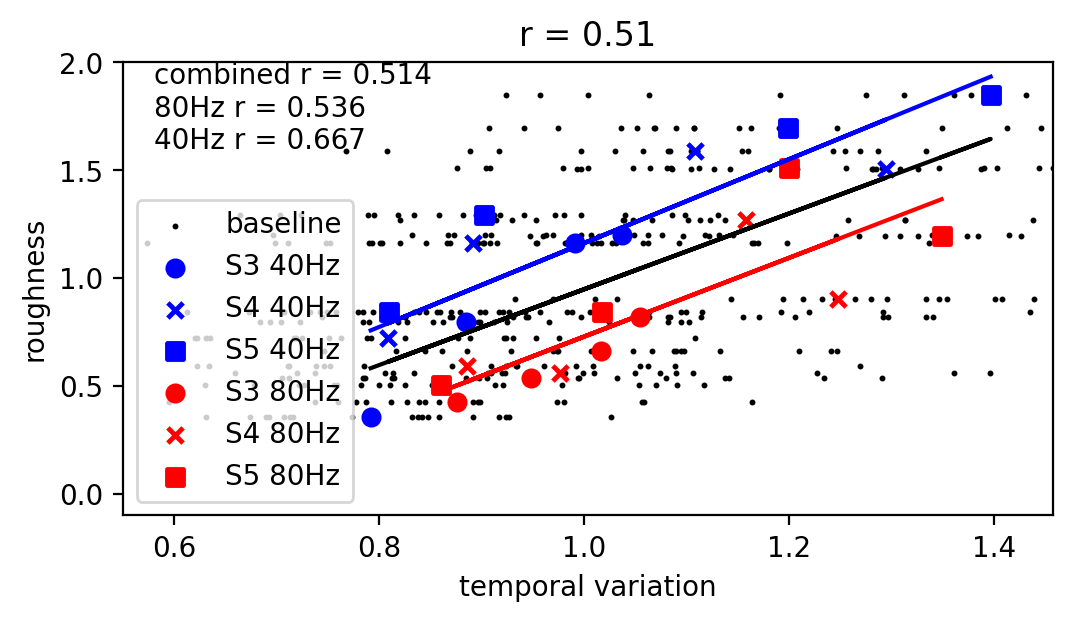 r = 0.51
combined r = 0.514
80Hz r = 0.536
40Hz r = 0.667
baseline
S3 40Hz
S4 40Hz
S5 40Hz
S3 80Hz
S4 80Hz
S5 80Hz
roughness
2.0
1.5
1.0
0.5
0.0
0.6 0.8 1.0 1.2 1.4
temporal variation